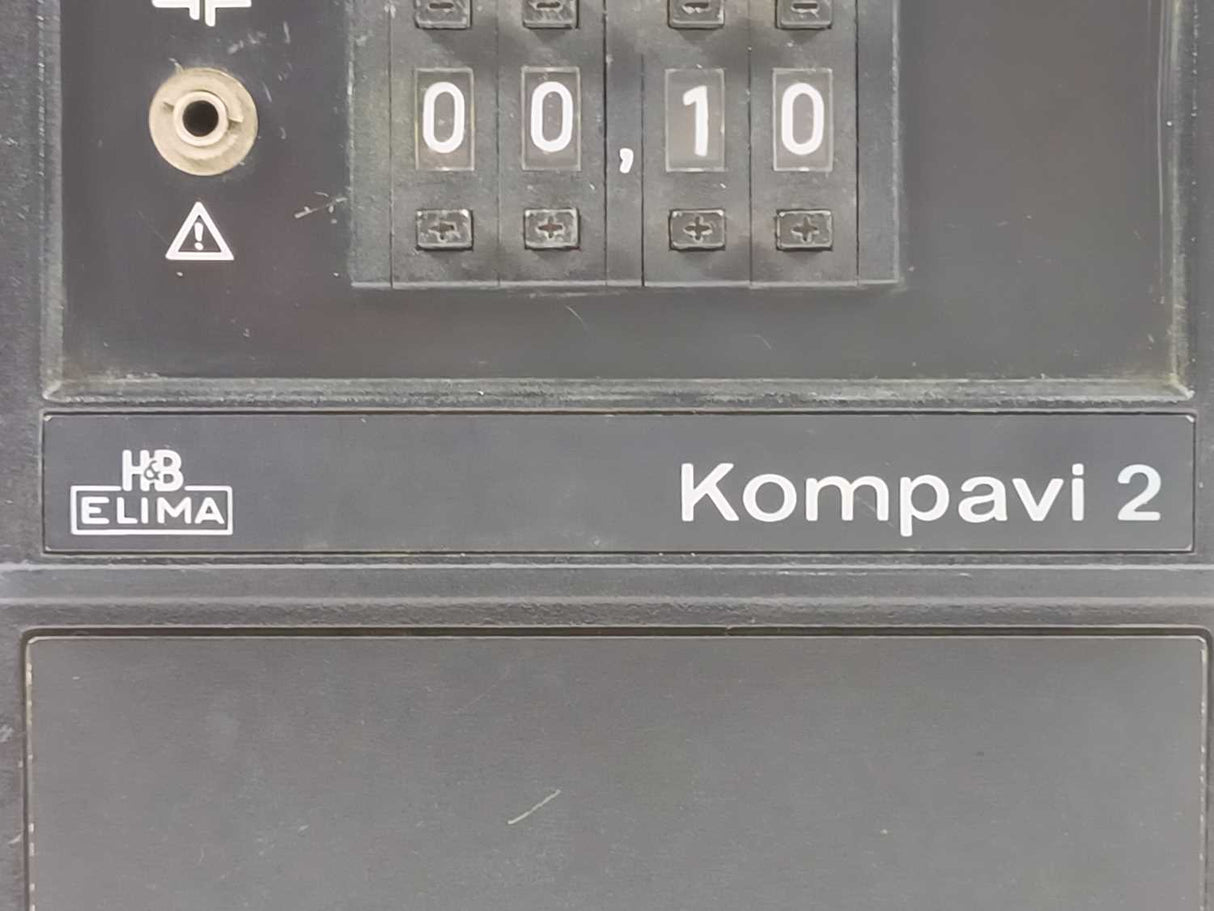 - - - -
00,10
+ + + +
H&B
ELIMA
Kompavi 2